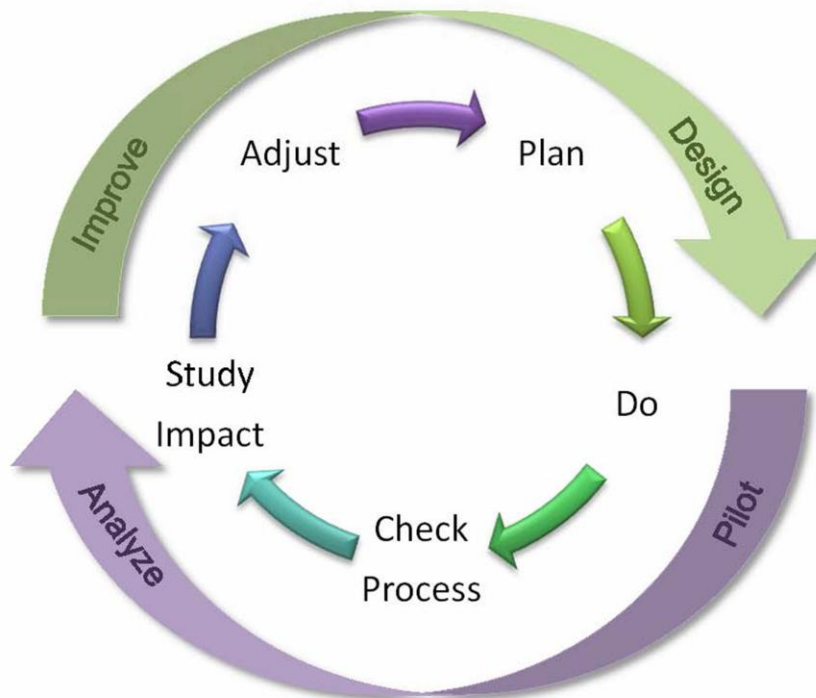 Improve
Design
Adjust
Plan
Study
Impact
Do
Check
Process
Analyze
Pilot